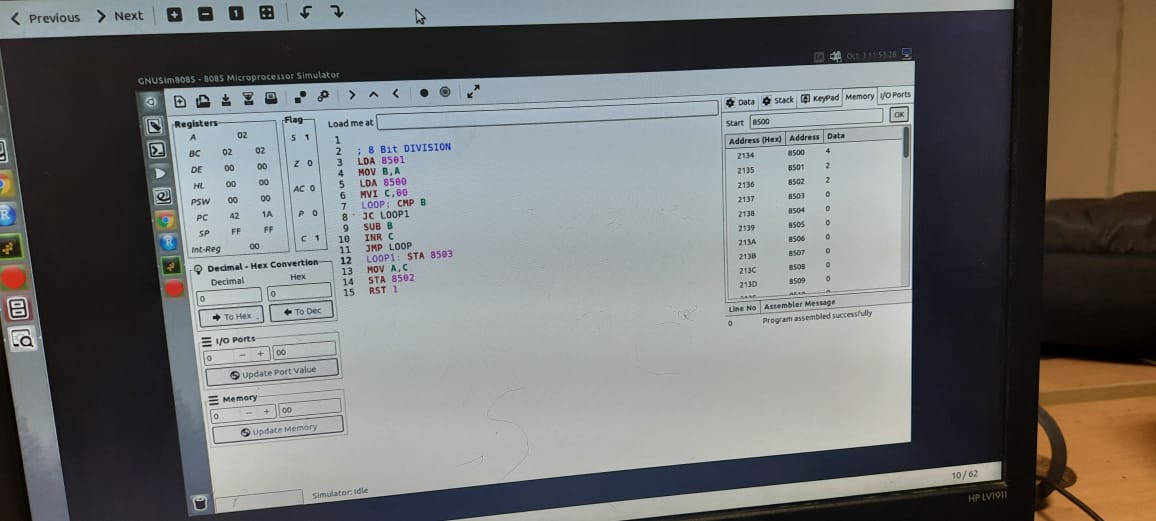 Previous Next 1
Oct 3 11:53:28
GNUSim8085 - 8085 Microprocessor Simulator
Registers
A 02
BC 02 02
DE 00 00
HL 00 00
PSW 00 00
PC 42 1A
SP FF FF
Int-Reg 00
Flag
S 1
Z 0
AC 0
P 0
C 1
Decimal - Hex Convertion
Decimal Hex
0 0
To Hex To Dec
I/O Ports
0 - + 00
Update Port Value
Memory
0 - + 00
Update Memory
Load me at
1
2 ; 8 Bit DIVISION
3 LDA 8501
4 MOV B,A
5 LDA 8500
6 MVI C,00
7 LOOP: CMP B
8 JC LOOP1
9 SUB B
10 INR C
11 JMP LOOP
12 LOOP1: STA 8503
13 MOV A,C
14 STA 8502
15 RST 1
Simulator: Idle
Data Stack KeyPad Memory I/O Ports
Start 8500 OK
Address (Hex) Address Data
2134 8500 4
2135 8501 2
2136 8502 2
2137 8503 0
2138 8504 0
2139 8505 0
213A 8506 0
213B 8507 0
213C 8508 0
213D 8509 0
Line No Assembler Message
0 Program assembled successfully
10 / 62
HP LV1911